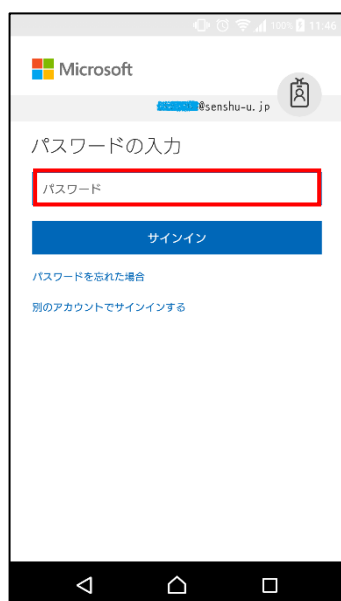 100% 11:46
Microsoft
@senshu-u.jp
パスワードの入力
パスワード
サインイン
パスワードを忘れた場合
別のアカウントでサインインする